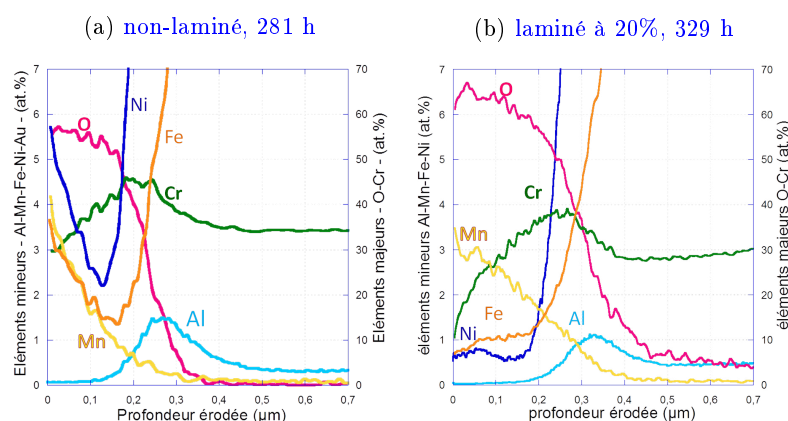 (a) non-laminé, 281 h
(b) laminé à 20%, 329 h
Eléments mineurs - Al-Mn-Fe-Ni-Au - (at.%)
7
6
5
4
3
2
1
0
O
Ni
Fe
Cr
Mn
Al
70
60
50
40
30
20
10
0
Eléments majeurs - O-Cr - (at.%)
0 0,1 0,2 0,3 0,4 0,5 0,6 0,7
Profondeur érodée (µm)
éléments mineurs Al-Mn-Fe-Ni (at.%)
7
6
5
4
3
2
1
0
O
Cr
Mn
Fe
Ni
Al
70
60
50
40
30
20
10
0
éléments majeurs O-Cr (at.%)
0 0,1 0,2 0,3 0,4 0,5 0,6 0,7
profondeur érodée (µm)